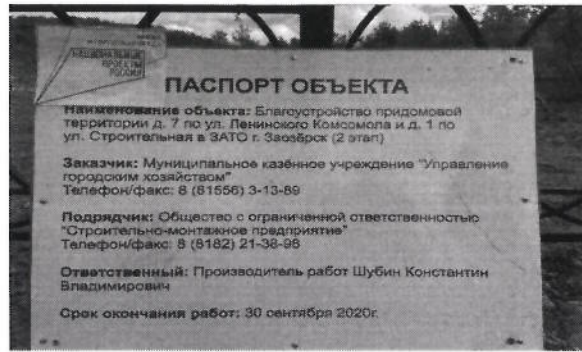 НАЦИОНАЛЬНЫЕ
ПРОЕКТЫ
РОССИИ
ПАСПОРТ ОБЪЕКТА
Наименование объекта: Благоустройство придомовой
территории д. 7 по ул. Ленинского Комсомола и д. 1 по
ул. Строительная в ЗАТО г. Заозёрск (2 этап)
Заказчик: Муниципальное казённое учреждение "Управление
городским хозяйством"
Телефон/факс: 8 (81556) 3-13-89
Подрядчик: Общество с ограниченной ответственностью
"Строительно-монтажное предприятие"
Телефон/факс: 8 (8182) 21-38-98
Ответственный: Производитель работ Шубин Константин
Владимирович
Срок окончания работ: 30 сентября 2020г.